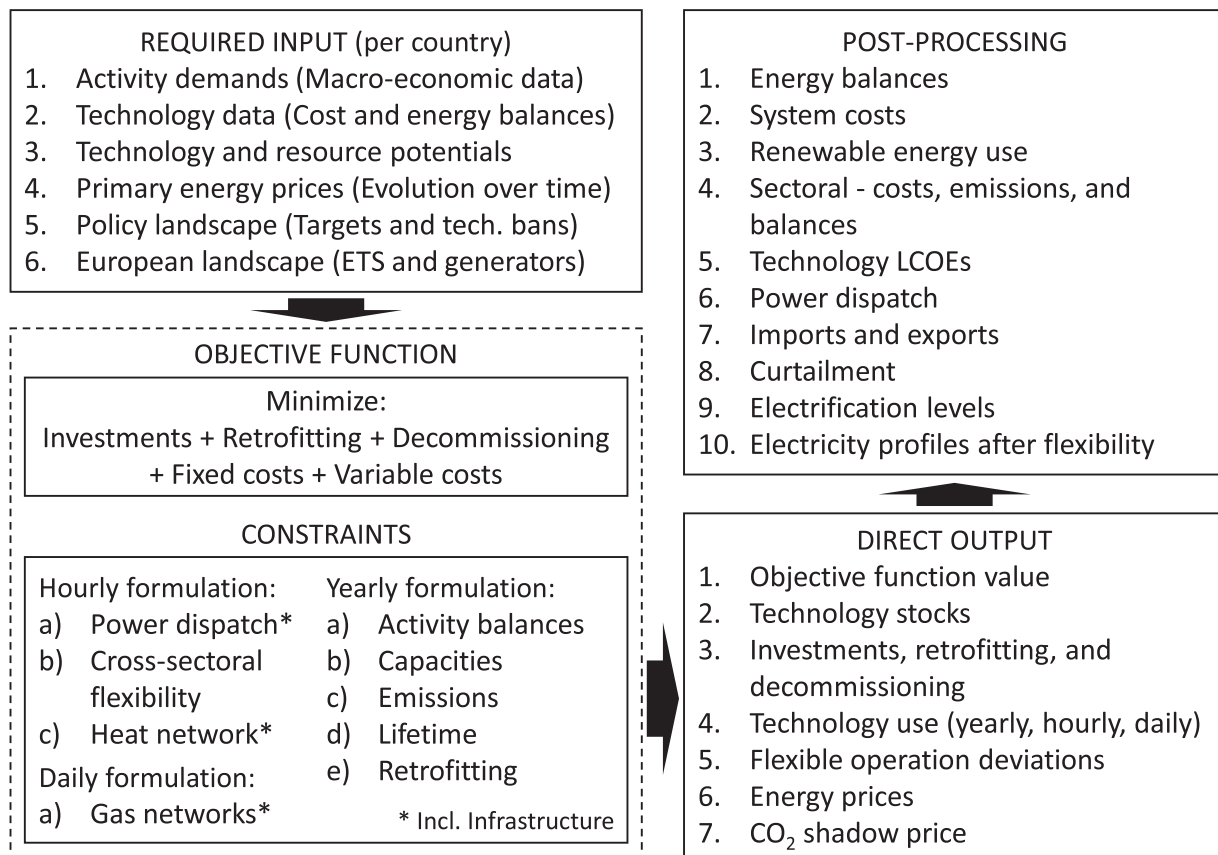 REQUIRED INPUT (per country)
1. Activity demands (Macro-economic data)
2. Technology data (Cost and energy balances)
3. Technology and resource potentials
4. Primary energy prices (Evolution over time)
5. Policy landscape (Targets and tech. bans)
6. European landscape (ETS and generators)
OBJECTIVE FUNCTION
Minimize:
Investments + Retrofitting + Decommissioning
+ Fixed costs + Variable costs
CONSTRAINTS
Hourly formulation:
a) Power dispatch*
b) Cross-sectoral
flexibility
c) Heat network*
Daily formulation:
a) Gas networks*
Yearly formulation:
a) Activity balances
b) Capacities
c) Emissions
d) Lifetime
e) Retrofitting
* Incl. Infrastructure
DIRECT OUTPUT
1. Objective function value
2. Technology stocks
3. Investments, retrofitting, and
decommissioning
4. Technology use (yearly, hourly, daily)
5. Flexible operation deviations
6. Energy prices
7. CO₂ shadow price
POST-PROCESSING
1. Energy balances
2. System costs
3. Renewable energy use
4. Sectoral - costs, emissions, and
balances
5. Technology LCOEs
6. Power dispatch
7. Imports and exports
8. Curtailment
9. Electrification levels
10. Electricity profiles after flexibility